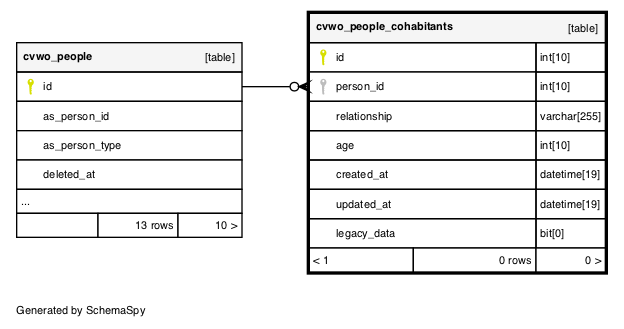 cvwo_people [table]
id
as_person_id
as_person_type
deleted_at
...
13 rows 10 >
cvwo_people_cohabitants [table]
id int[10]
person_id int[10]
relationship varchar[255]
age int[10]
created_at datetime[19]
updated_at datetime[19]
legacy_data bit[0]
< 1 0 rows 0 >
Generated by SchemaSpy